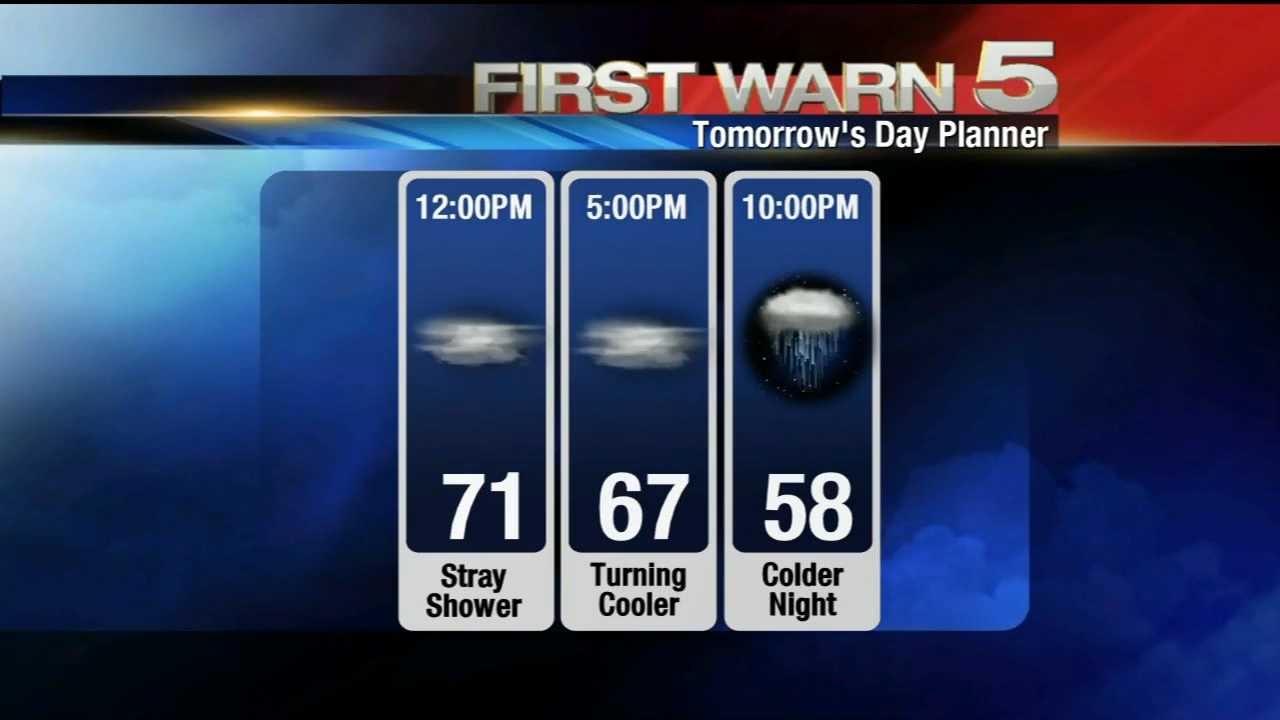 FIRST WARN 5
Tomorrow's Day Planner
12:00PM
71
Stray
Shower
5:00PM
67
Turning
Cooler
10:00PM
58
Colder
Night